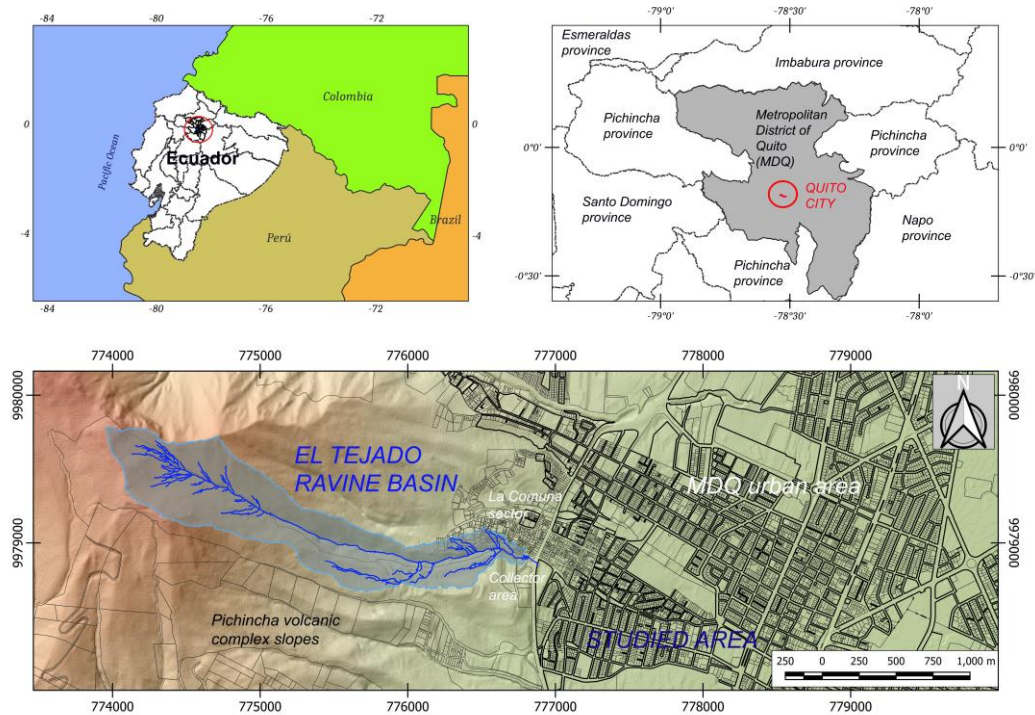 -84
-80
-76
-72
Colombia
0
0
Pacific Ocean
Ecuador
Brazil
Perú
-4
-4
-84
-80
-76
-72
-79°0'
-78°30'
-78°0'
Esmeraldas
province
Imbabura province
Pichincha
province
Metropolitan
District of
Quito
(MDQ)
Pichincha
province
0°0'
0°0'
QUITO
CITY
Santo Domingo
province
Napo
province
Pichincha
province
-0°30'
-0°30'
-79°0'
-78°30'
-78°0'
774000
775000
776000
777000
778000
779000
9980000
9980000
N
EL TEJADO
RAVINE BASIN
MDQ urban area
La Comuna
sector
9979000
9979000
Collector
area
Pichincha volcanic
complex slopes
STUDIED AREA
250 0 250 500 750 1,000 m
774000
775000
776000
777000
778000
779000